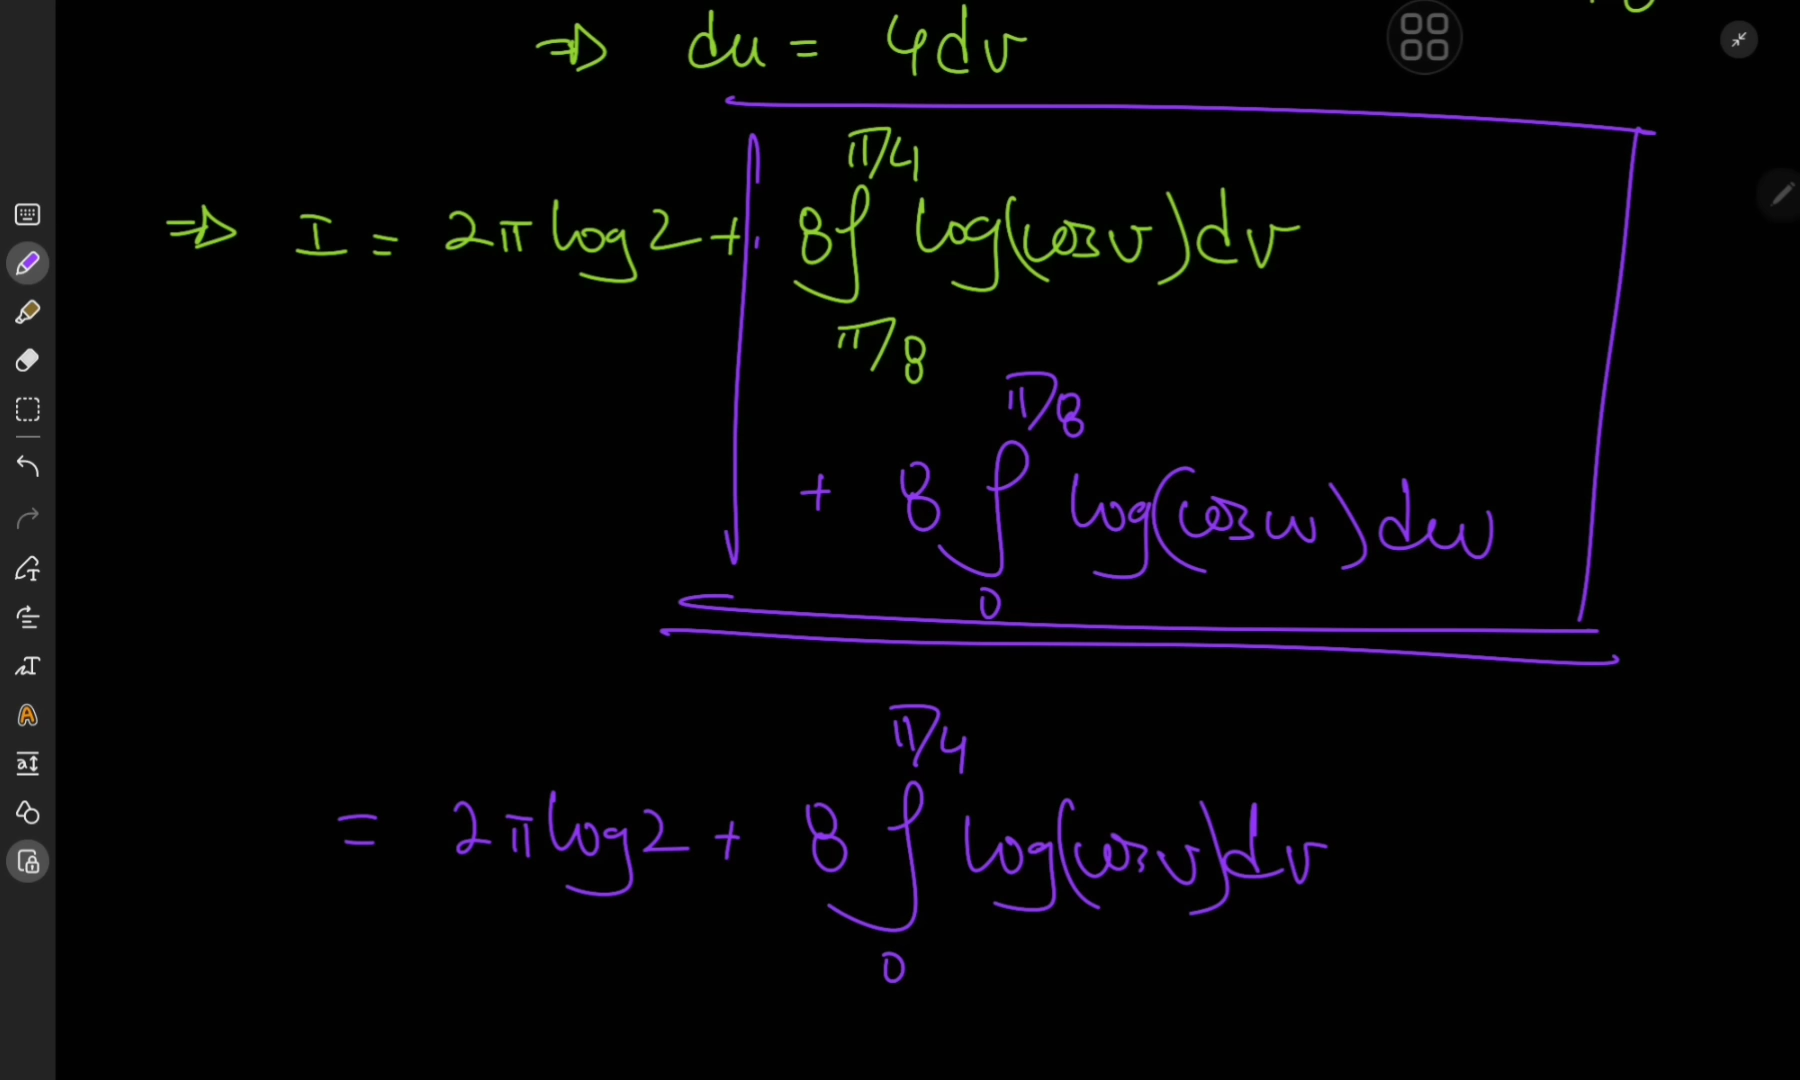 ⇒ du = 4dv
⇒ I = 2π log 2 + 8 ∫_{π/8}^{π/4} log(cos v) dv
+ 8 ∫_{0}^{π/8} log(cos w) dw
= 2π log 2 + 8 ∫_{0}^{π/4} log(cos v) dv